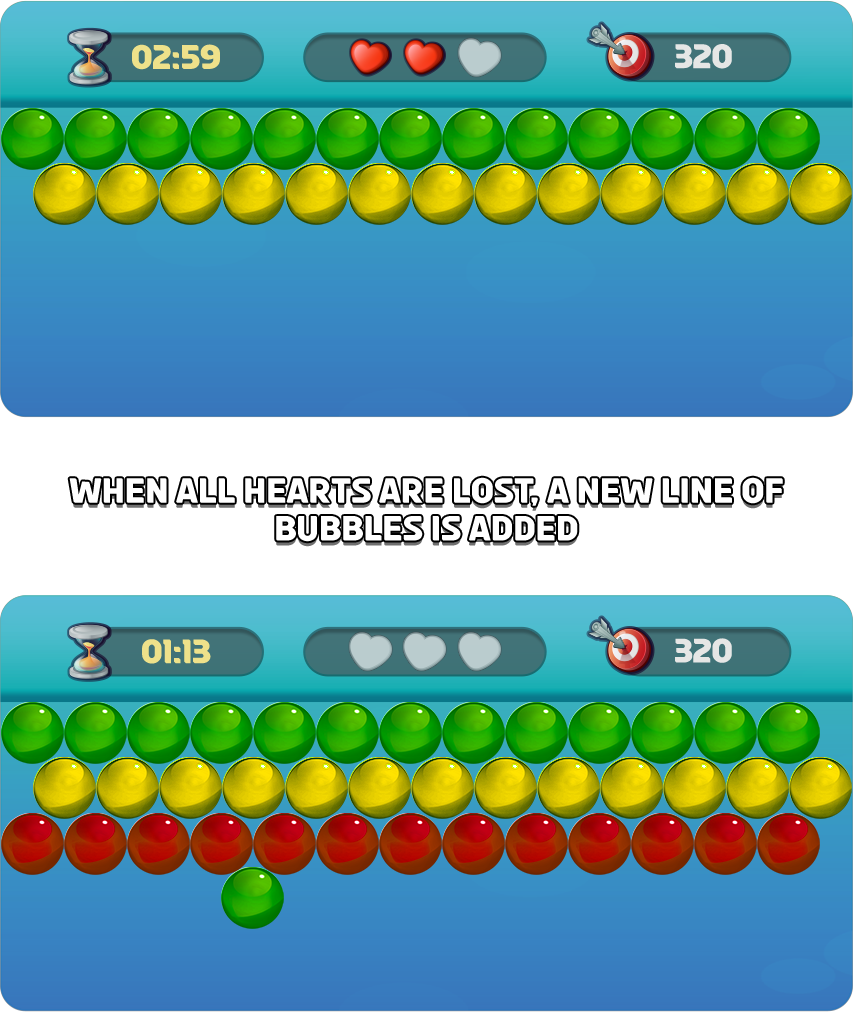 02:59
320
WHEN ALL HEARTS ARE LOST, A NEW LINE OF
BUBBLES IS ADDED
01:13
320